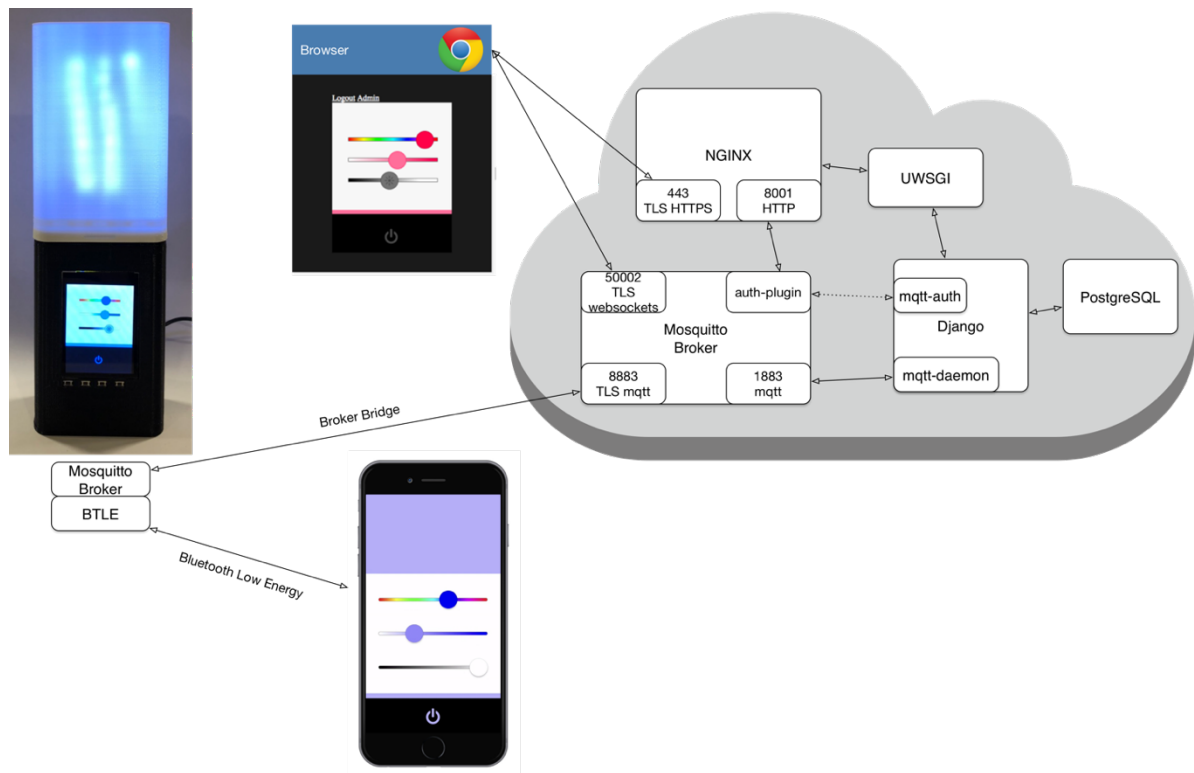 Browser
Logout Admin
NGINX
443
TLS HTTPS
8001
HTTP
UWSGI
50002
TLS
websockets
auth-plugin
Mosquitto
Broker
8883
TLS mqtt
1883
mqtt
mqtt-auth
Django
mqtt-daemon
PostgreSQL
Broker Bridge
Mosquitto
Broker
BTLE
Bluetooth Low Energy